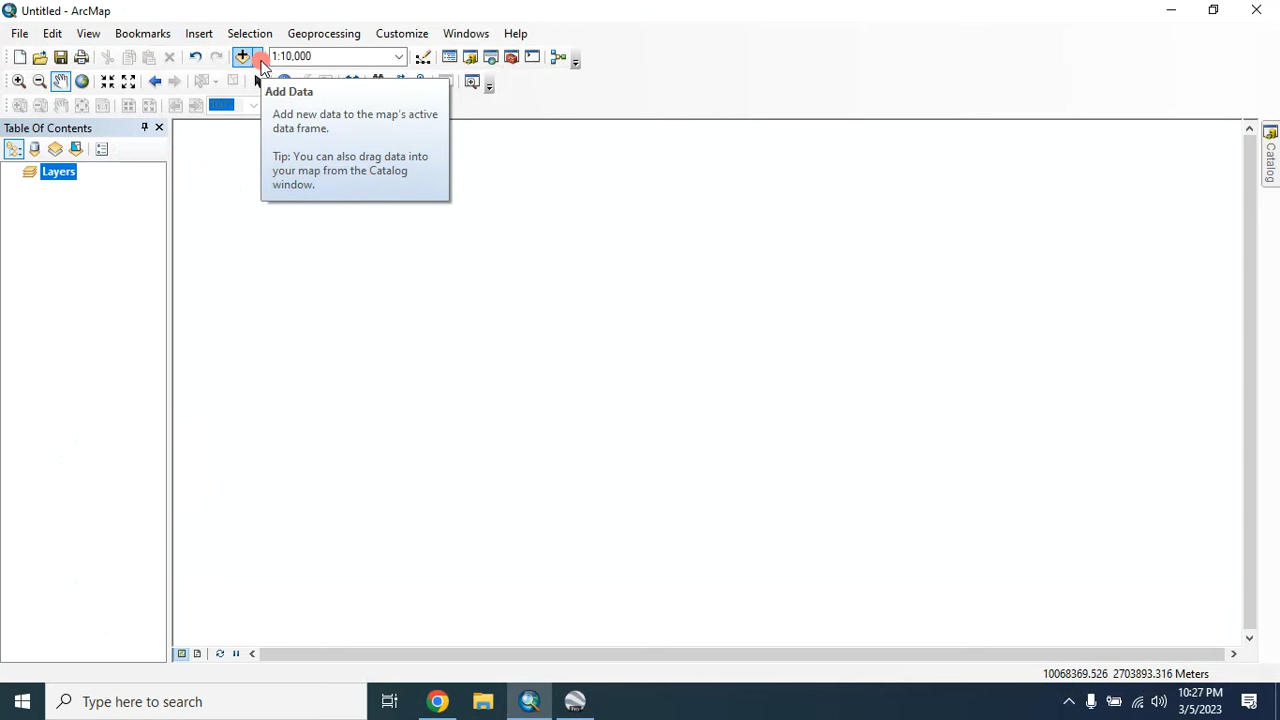 Untitled - ArcMap
File Edit View Bookmarks Insert Selection Geoprocessing Customize Windows Help
1:10,000
Add Data
Add new data to the map's active
data frame.
Tip: You can also drag data into
your map from the Catalog
window.
Table Of Contents
Layers
Catalog
10068369.526 2703893.316 Meters
Type here to search
10:27 PM
3/5/2023